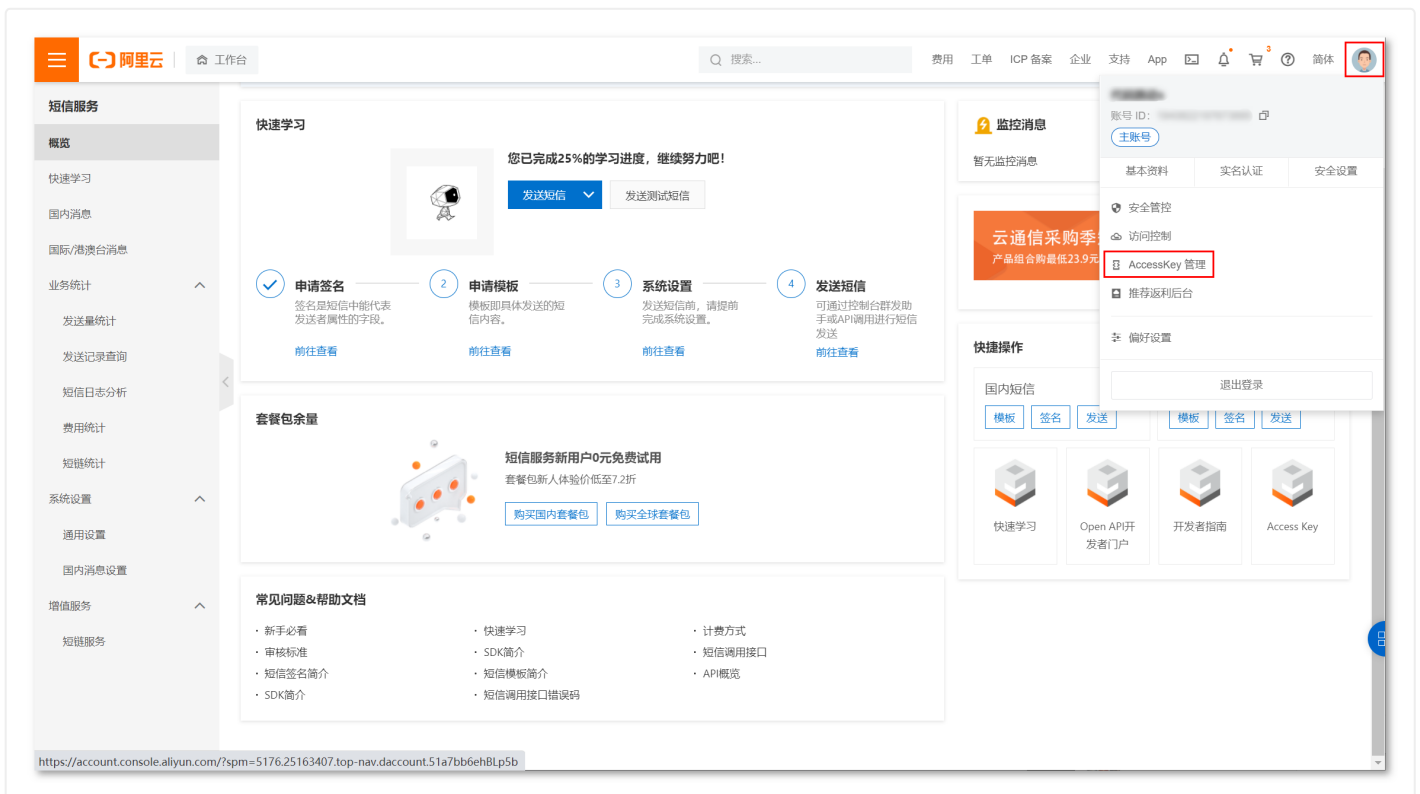 阿里云
工作台
搜索...
费用
工单
ICP 备案
企业
支持
App
3
简体
短信服务
概览
快速学习
国内消息
国际/港澳台消息
业务统计
发送量统计
发送记录查询
短信日志分析
费用统计
短链统计
系统设置
通用设置
国内消息设置
增值服务
短链服务
快速学习
您已完成25%的学习进度，继续努力吧！
发送短信
发送测试短信
申请签名
签名是短信中能代表
发送者属性的字段。
前往查看
2
申请模板
模板即具体发送的短
信内容。
前往查看
3
系统设置
发送短信前，请提前
完成系统设置。
前往查看
4
发送短信
可通过控制台群发助
手或API调用进行短信
发送
前往查看
套餐包余量
短信服务新用户0元免费试用
套餐包新人体验价低至7.2折
购买国内套餐包
购买全球套餐包
常见问题&帮助文档
· 新手必看
· 快速学习
· 计费方式
· 审核标准
· SDK简介
· 短信调用接口
· 短信签名简介
· 短信模板简介
· API概览
· SDK简介
· 短信调用接口错误码
监控消息
暂无监控消息
云通信采购季
产品组合购最低23.9元
快捷操作
国内短信
模板
签名
发送
模板
签名
发送
快速学习
Open API开
发者门户
开发者指南
Access Key
账号 ID:
主账号
基本资料
实名认证
安全设置
安全管控
访问控制
AccessKey 管理
推荐返利后台
偏好设置
退出登录
https://account.console.aliyun.com/?spm=5176.25163407.top-nav.daccount.51a7bb6ehBLp5b